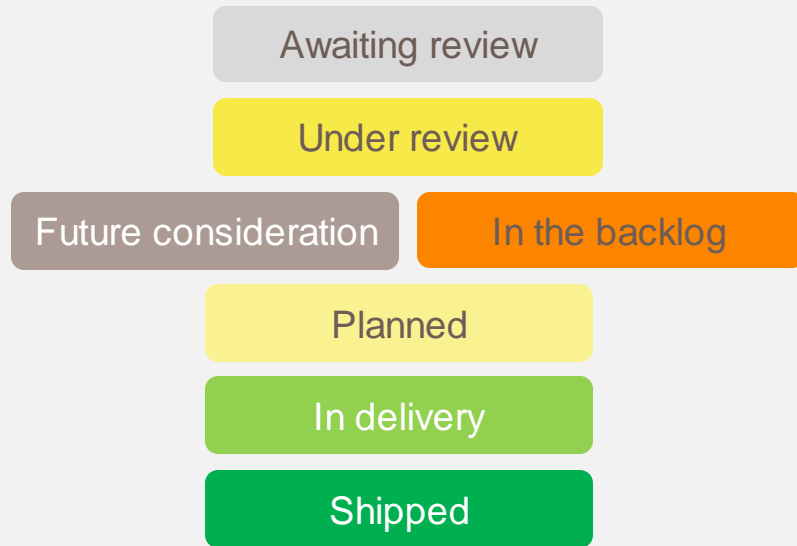 Awaiting review
Under review
Future consideration
In the backlog
Planned
In delivery
Shipped